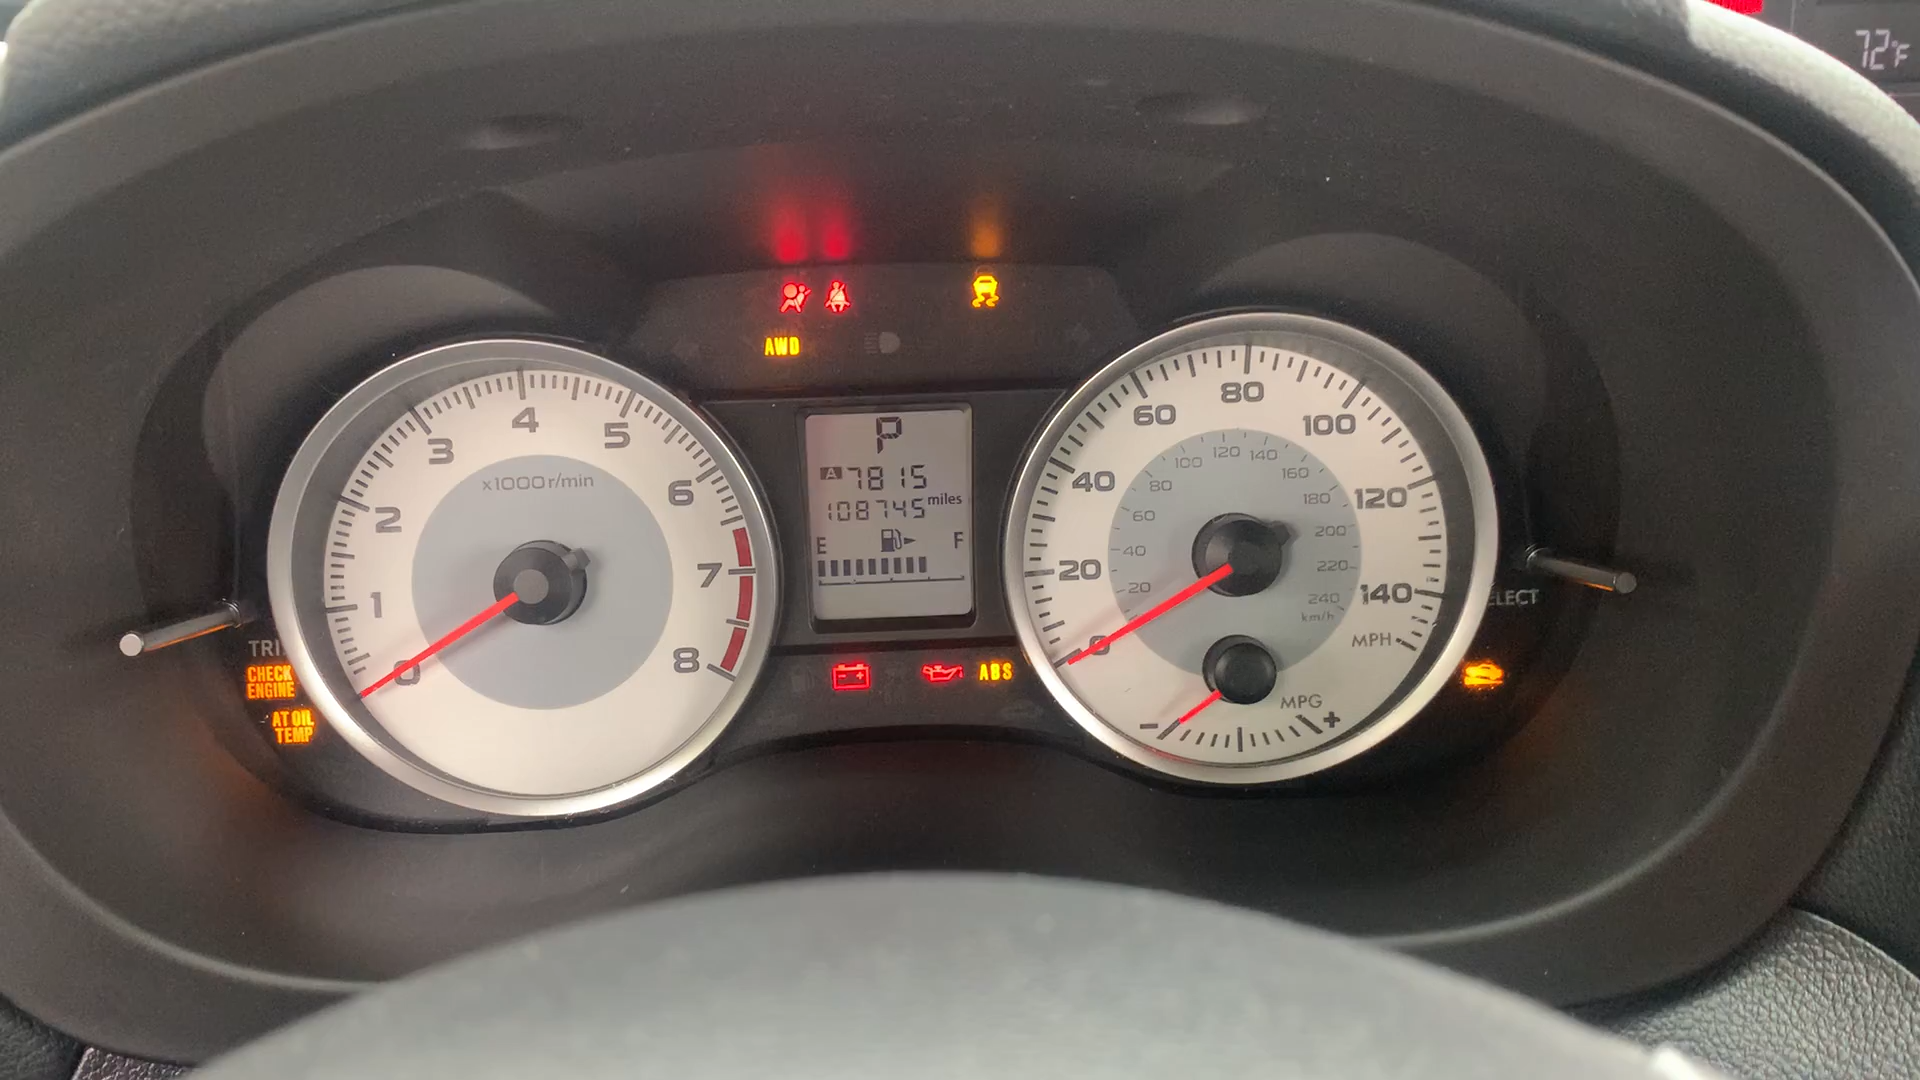 72°F
AWD
4
3
5
x1000r/min
6
2
7
1
8
0
P
A 7815
108745 miles
E F
80
60
100
120
100
140
40
80
160
120
180
60
200
40
20
220
20
140
240
km/h
0
MPH
MPG
- +
TRI
CHECK
ENGINE
AT OIL
TEMP
- +
ABS
ELECT